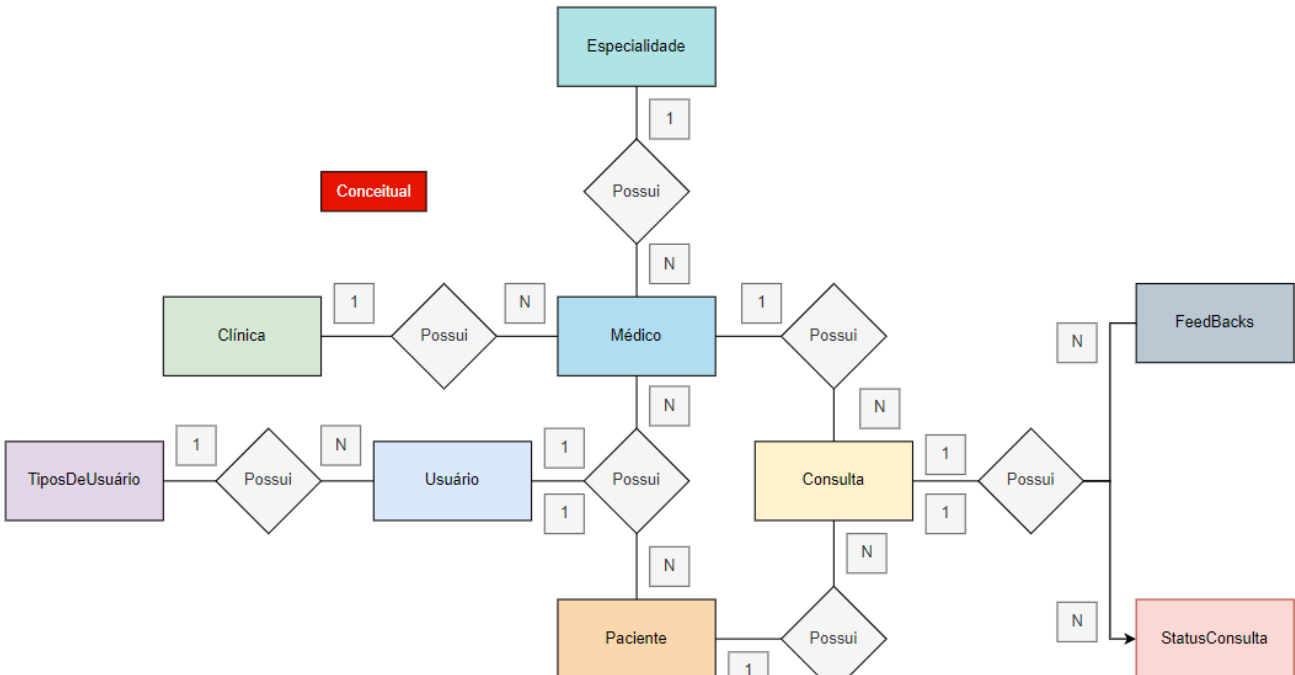 Especialidade
1
Possui
Conceitual
N
1
N
1
Clínica
Possui
Médico
Possui
FeedBacks
N
N
N
1
N
1
1
TiposDeUsuário
Possui
Usuário
Possui
Consulta
Possui
1
1
N
N
Paciente
Possui
N
StatusConsulta
1